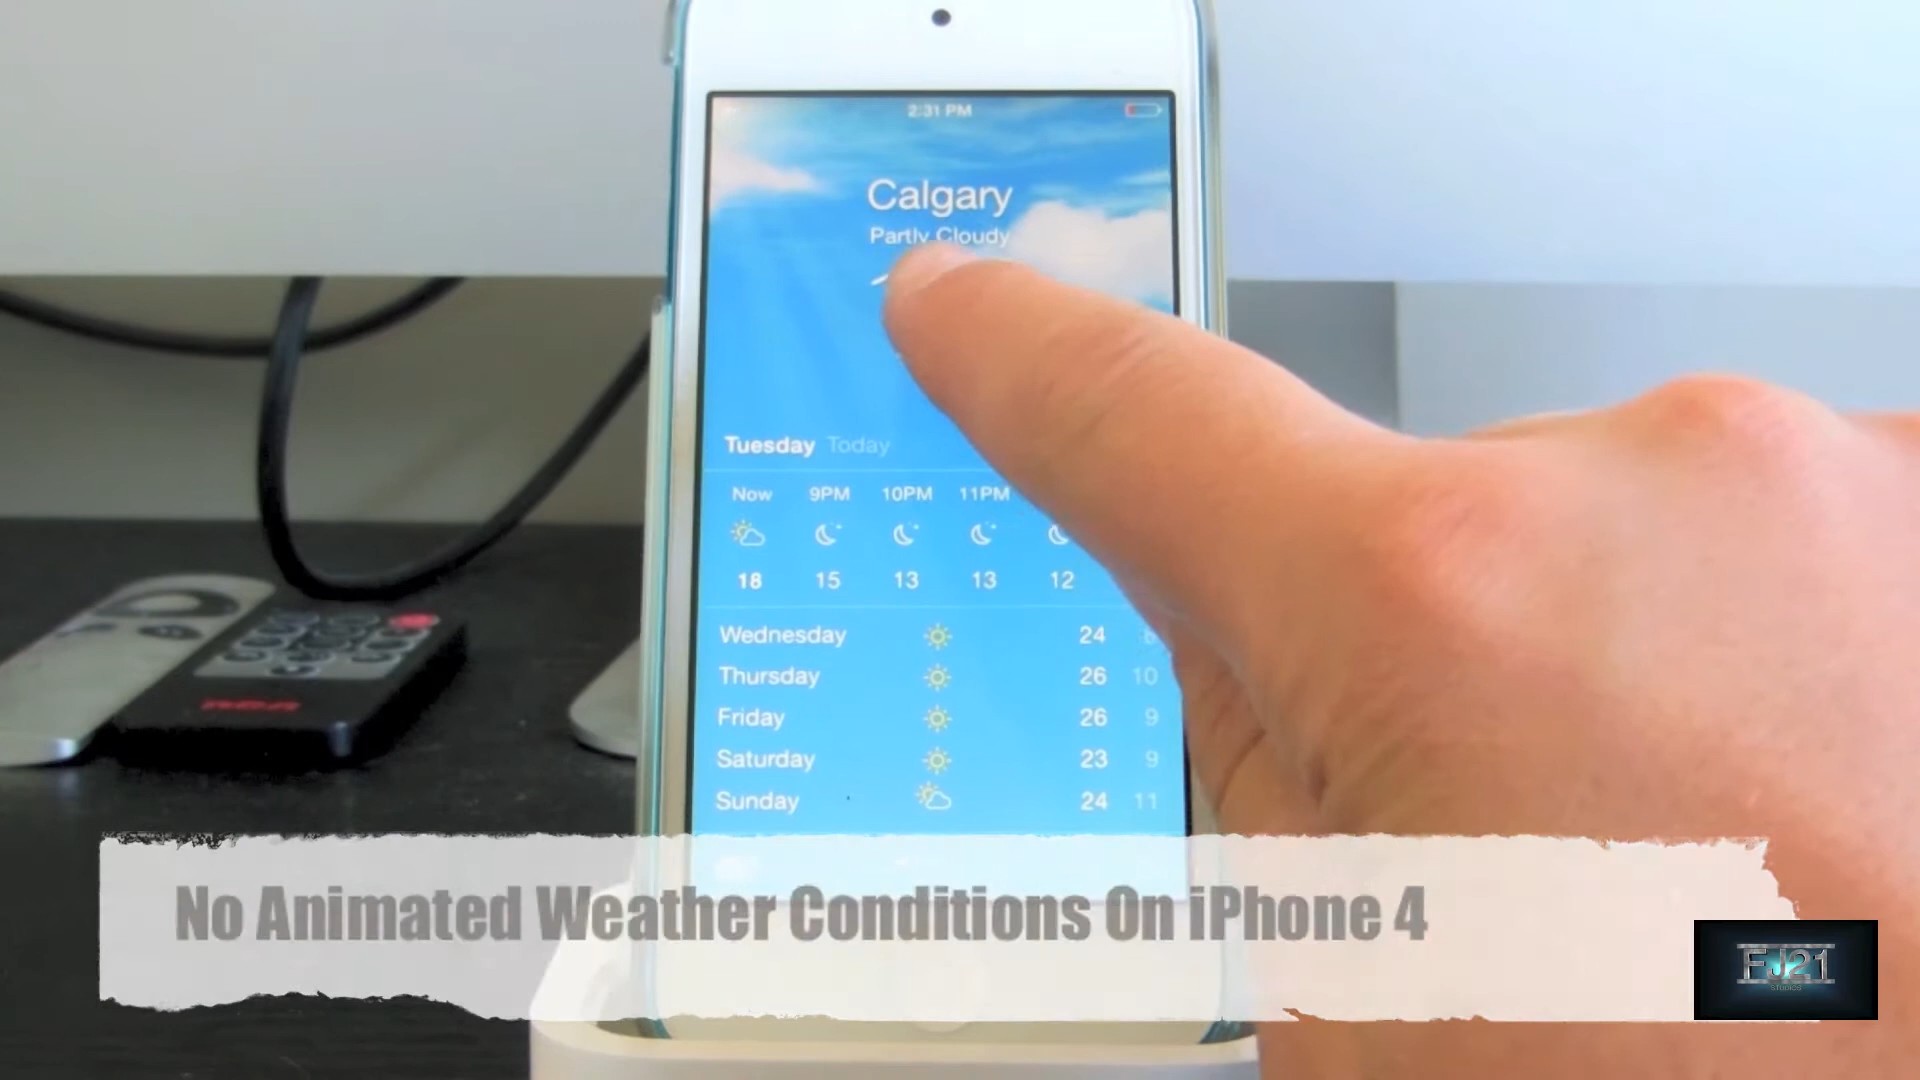 2:31 PM
Calgary
Partly Cloudy
Tuesday Today
Now 9PM 10PM 11PM
18 15 13 13 12
Wednesday 24
Thursday 26 10
Friday 26 9
Saturday 23 9
Sunday 24 11
RCA
No Animated Weather Conditions On iPhone 4
FJ21
STUDIOS